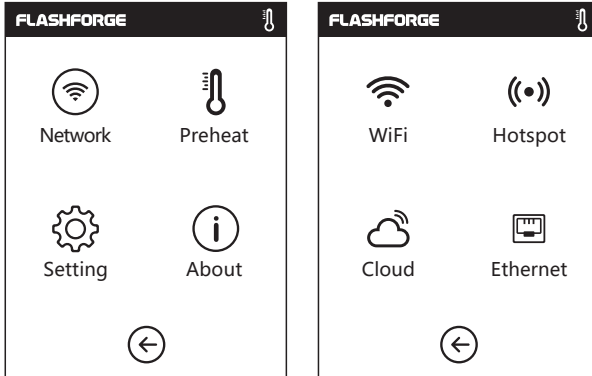 FLASHFORGE
Network Preheat
Setting About
FLASHFORGE
WiFi Hotspot
Cloud Ethernet